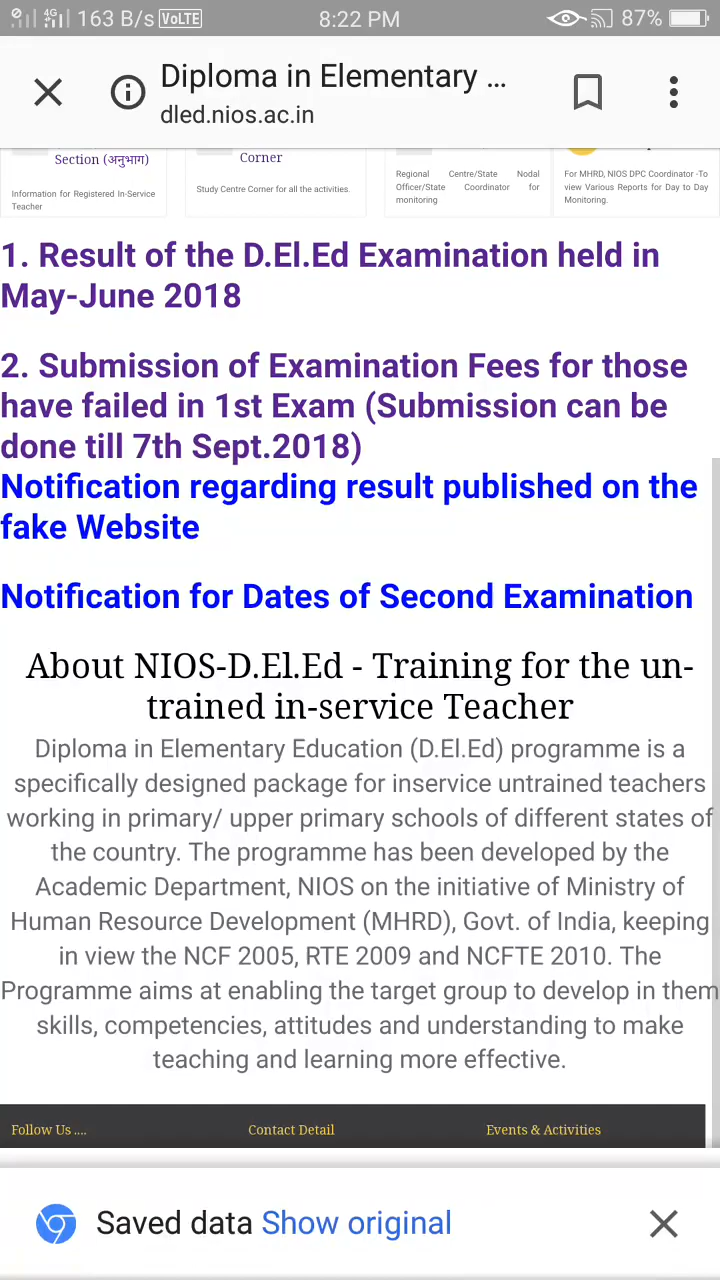 4G 163 B/s VoLTE 8:22 PM 87%
Diploma in Elementary ...
dled.nios.ac.in
Section (अनुभाग)
Information for Registered In-Service
Teacher
Corner
Study Centre Corner for all the activities.
Regional Centre/State Nodal
Officer/State Coordinator for
monitoring
For MHRD, NIOS DPC Coordinator -To
view Various Reports for Day to Day
Monitoring.
1. Result of the D.El.Ed Examination held in
May-June 2018
2. Submission of Examination Fees for those
have failed in 1st Exam (Submission can be
done till 7th Sept.2018)
Notification regarding result published on the
fake Website
Notification for Dates of Second Examination
About NIOS-D.El.Ed - Training for the un-
trained in-service Teacher
Diploma in Elementary Education (D.El.Ed) programme is a
specifically designed package for inservice untrained teachers
working in primary/ upper primary schools of different states of
the country. The programme has been developed by the
Academic Department, NIOS on the initiative of Ministry of
Human Resource Development (MHRD), Govt. of India, keeping
in view the NCF 2005, RTE 2009 and NCFTE 2010. The
Programme aims at enabling the target group to develop in them
skills, competencies, attitudes and understanding to make
teaching and learning more effective.
Follow Us .... Contact Detail Events & Activities
Saved data Show original